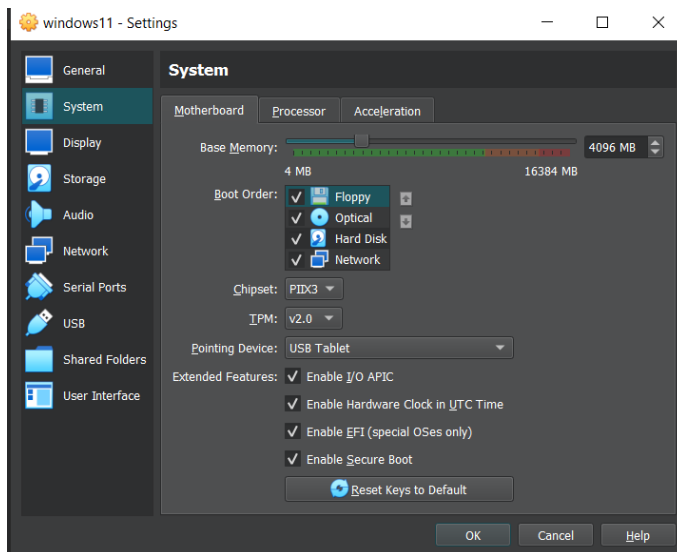 windows11 - Settings
General
System
Display
Storage
Audio
Network
Serial Ports
USB
Shared Folders
User Interface
System
Motherboard Processor Acceleration
Base Memory: 4096 MB
4 MB 16384 MB
Boot Order: Floppy
Optical
Hard Disk
Network
Chipset: PIIX3
TPM: v2.0
Pointing Device: USB Tablet
Extended Features: Enable I/O APIC
Enable Hardware Clock in UTC Time
Enable EFI (special OSes only)
Enable Secure Boot
Reset Keys to Default
OK Cancel Help